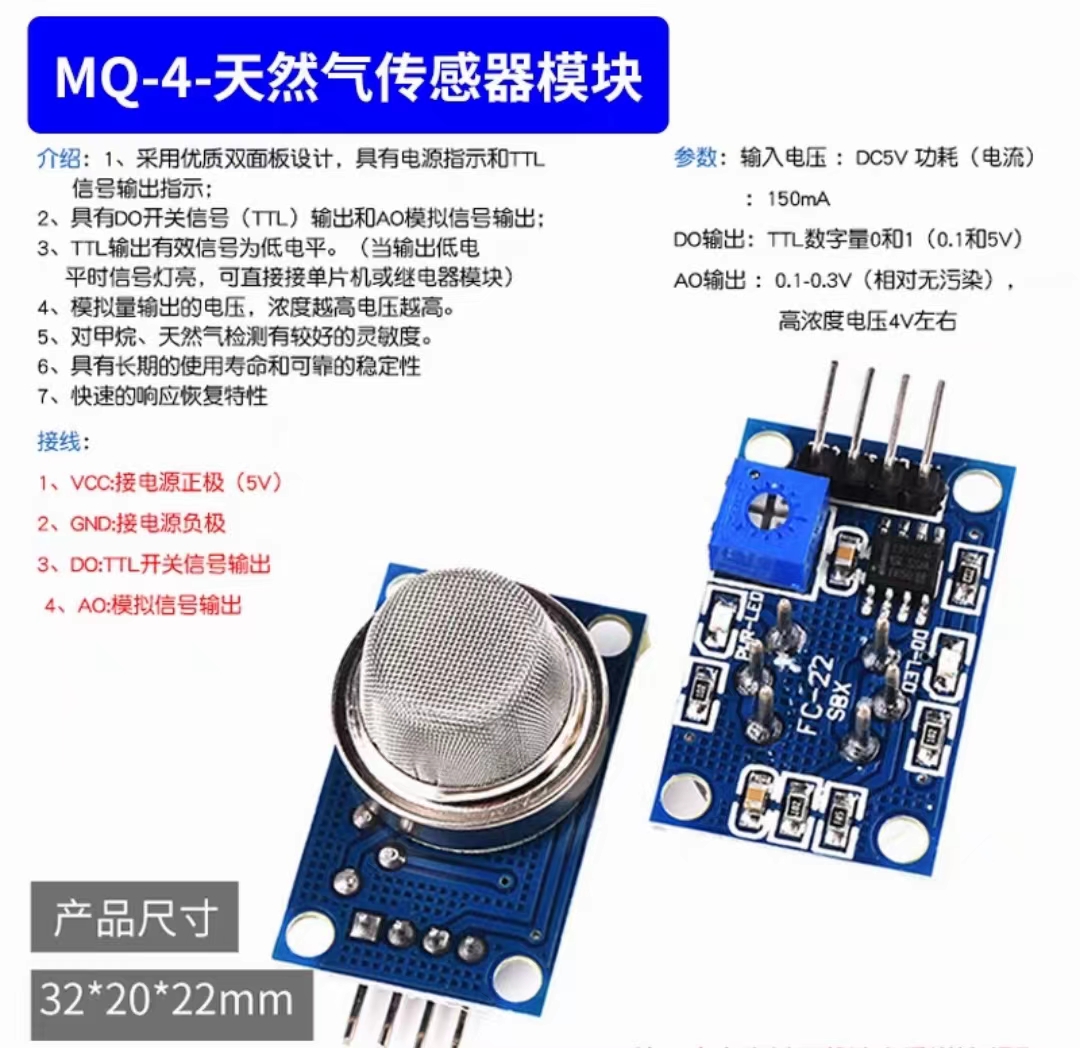 MQ-4-天然气传感器模块
介绍：1、采用优质双面板设计，具有电源指示和TTL
信号输出指示；
2、具有DO开关信号（TTL）输出和AO模拟信号输出；
3、TTL输出有效信号为低电平。（当输出低电
平时信号灯亮，可直接接单片机或继电器模块）
4、模拟量输出的电压，浓度越高电压越高。
5、对甲烷、天然气检测有较好的灵敏度。
6、具有长期的使用寿命和可靠的稳定性
7、快速的响应恢复特性
参数：输入电压：DC5V 功耗（电流）
：150mA
DO输出：TTL数字量0和1（0.1和5V）
AO输出：0.1-0.3V（相对无污染），
高浓度电压4V左右
接线：
1、VCC:接电源正极（5V）
2、GND:接电源负极
3、DO:TTL开关信号输出
4、AO:模拟信号输出
PWR-LED
DO-LED
FC-22
SBX
产品尺寸
32*20*22mm